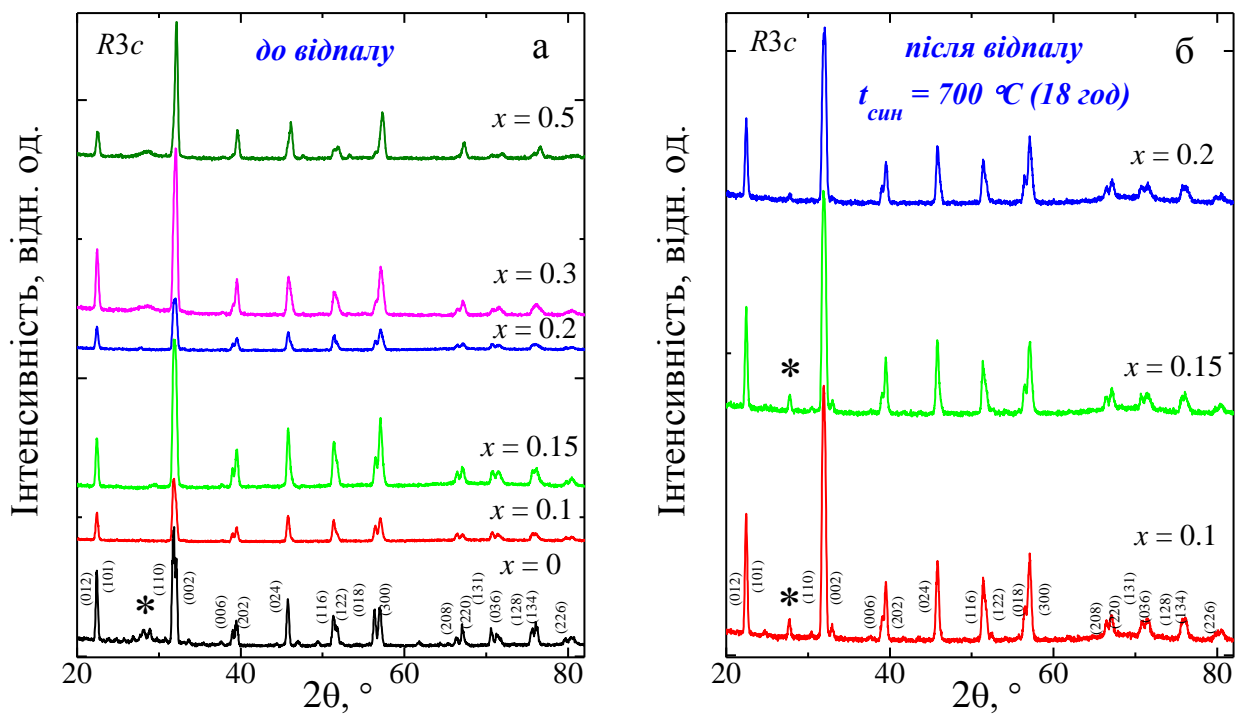 R3c
до відпалу
а
x = 0.5
x = 0.3
x = 0.2
x = 0.15
x = 0.1
x = 0
(012)
(101)
*
(110)
(002)
(006)
(202)
(024)
(116)
(122)
(018)
(300)
(208)
(220)
(131)
(036)
(128)
(134)
(226)
20
40
60
80
2θ, °
Інтенсивність, відн. од.
R3c
після відпалу
б
tсин = 700 °C (18 год)
x = 0.2
*
x = 0.15
x = 0.1
(012)
(101)
*
(110)
(002)
(006)
(202)
(024)
(116)
(122)
(018)
(300)
(208)
(220)
(131)
(036)
(128)
(134)
(226)
20
40
60
80
2θ, °
Інтенсивність, відн. од.